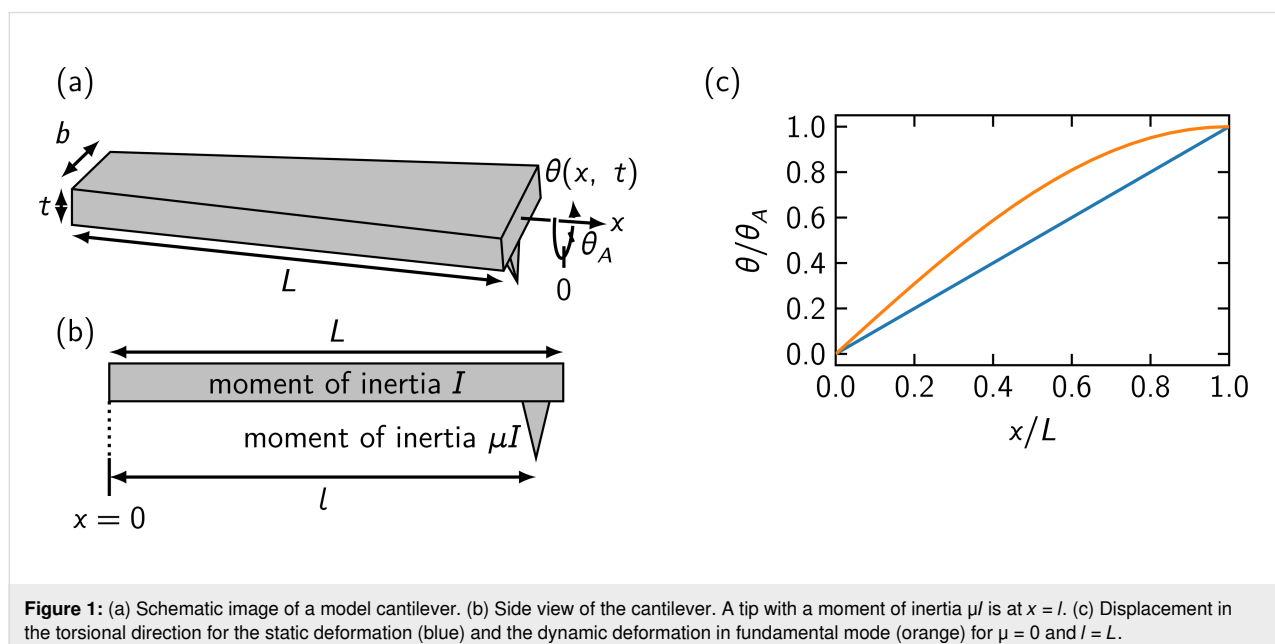 (a)
b
t
L
θ(x, t)
x
θ_A
0
(b)
L
moment of inertia I
moment of inertia μI
l
x = 0
(c)
1.0
0.8
0.6
0.4
0.2
0.0
θ/θ_A
0.0 0.2 0.4 0.6 0.8 1.0
x/L
Figure 1: (a) Schematic image of a model cantilever. (b) Side view of the cantilever. A tip with a moment of inertia μI is at x = l. (c) Displacement in
the torsional direction for the static deformation (blue) and the dynamic deformation in fundamental mode (orange) for μ = 0 and l = L.